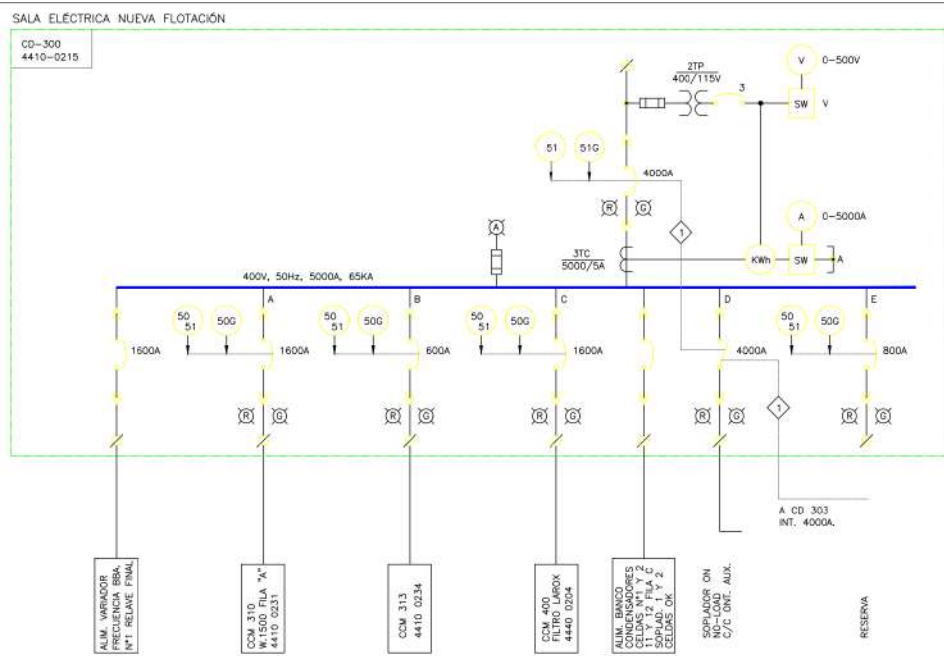 SALA ELÉCTRICA NUEVA FLOTACIÓN
CD-300
4410-0215
2TP
400/115V
3
V
0-500V
SW
V
51
51G
4000A
R
G
1
A
0-5000A
A
3TC
5000/5A
KWh
SW
A
400V, 50Hz, 5000A, 65KA
A
B
C
D
E
50
51
50G
50
51
50G
50
51
50G
50
51
50G
1600A
1600A
600A
1600A
4000A
800A
R
G
R
G
R
G
R
G
1
R
G
A CD 303
INT. 4000A.
ALIM. VARIADOR
FRECUENCIA BBA.
N°1 RELAVE FINAL
CCM 310
W.1500 FILA "A"
4410 0231
CCM 313
4410 0234
CCM 400
FILTRO LAROX
4440 0204
ALIM. BANCO
CONDENSADORES
CELDAS N°1 Y 2
11 Y 12 FILA C
SOPLAD. 1 Y 2
CELDAS OK
SOPLADOR ON
NO-LOAD
C/C ONT. AUX.
RESERVA